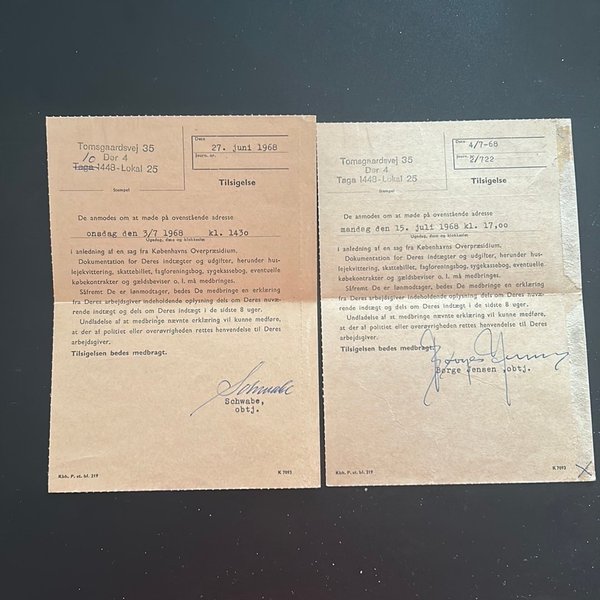 Tomsgaardsvej 35
10
Dør 4
Taga 1448-Lokal 25
Stempel
Dato
27. juni 1968
Journ. nr.
Tilsigelse
De anmodes om at møde på ovenstående adresse
onsdag den 3/7 1968 kl. 1430
Ugedag, dato og klokkeslet
i anledning af en sag fra Københavns Overpræsidium.
Dokumentation for Deres indtægter og udgifter, herunder hus-
lejekvittering, skattebillet, fagforeningsbog, sygekassebog, eventuelle
købekontrakter og gældsbeviser o. l. må medbringes.
Såfremt De er lønmodtager, bedes De medbringe en erklæring
fra Deres arbejdsgiver indeholdende oplysning dels om Deres nuvæ-
rende indtægt og dels om Deres indtægt i de sidste 8 uger.
Undladelse af at medbringe nævnte erklæring vil kunne medføre,
at der af politiet eller overøvrigheden rettes henvendelse til Deres
arbejdsgiver.
Tilsigelsen bedes medbragt.
Schwabe
Schwabe,
obtj.
Kbh. P. st. bl. 219
K 7093
Tomsgaardsvej 35
Dør 4
Taga 1448-Lokal 25
Stempel
Dato
4/7-68
Journ. nr.
2/722
Tilsigelse
De anmodes om at møde på ovenstående adresse
mandag den 15. juli 1968 kl. 17,00
Ugedag, dato og klokkeslet
i anledning af en sag fra Københavns Overpræsidium.
Dokumentation for Deres indtægter og udgifter, herunder hus-
lejekvittering, skattebillet, fagforeningsbog, sygekassebog, eventuelle
købekontrakter og gældsbeviser o. l. må medbringes.
Såfremt De er lønmodtager, bedes De medbringe en erklæring
fra Deres arbejdsgiver indeholdende oplysning dels om Deres nuvæ-
rende indtægt og dels om Deres indtægt i de sidste 8 uger.
Undladelse af at medbringe nævnte erklæring vil kunne medføre,
at der af politiet eller overøvrigheden rettes henvendelse til Deres
arbejdsgiver.
Tilsigelsen bedes medbragt.
Børge Jensen
Børge Jensen ,obtj.
Kbh. P. st. bl. 219
K 7093
X